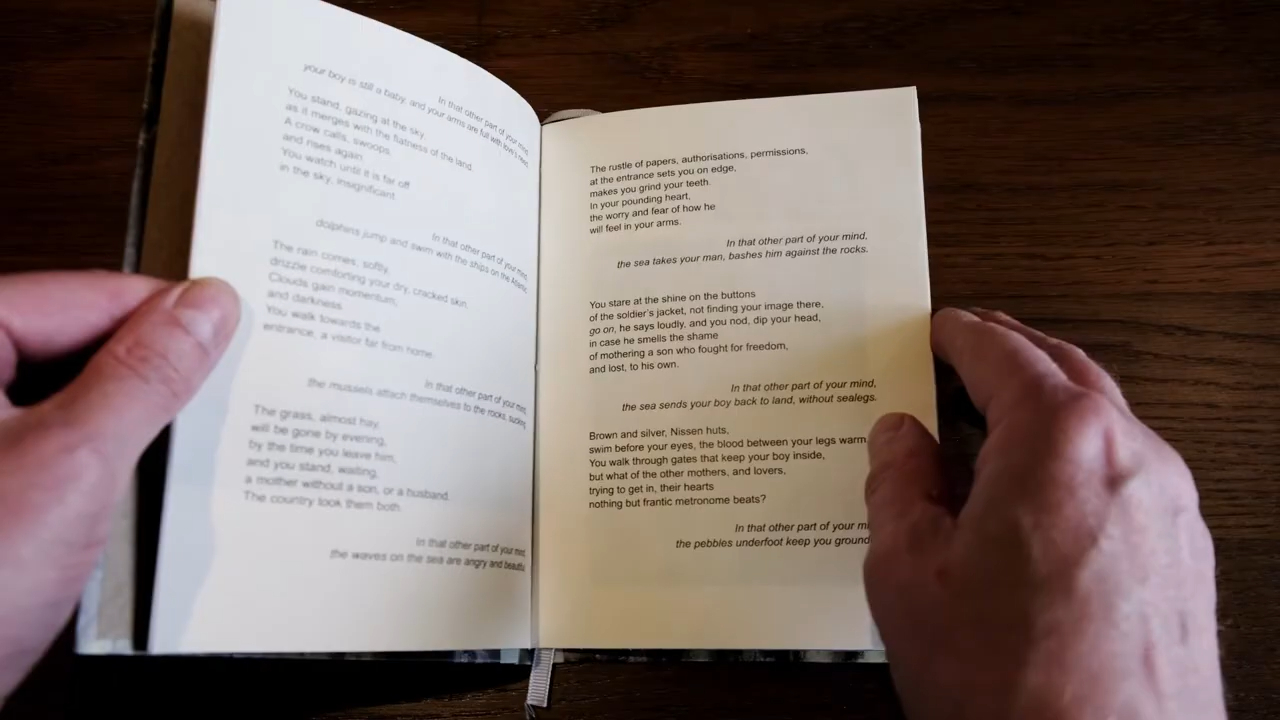 In that other part of your mind,
your boy is still a baby, and your arms are full with love's need.
You stand, gazing at the sky,
as it merges with the flatness of the land.
A crow calls, swoops,
and rises again.
You watch until it is far off
in the sky, insignificant.
In that other part of your mind,
dolphins jump and swim with the ships on the Atlantic.
The rain comes, softly,
drizzle comforting your dry, cracked skin.
Clouds gain momentum,
and darkness.
You walk towards the
entrance, a visitor far from home.
In that other part of your mind,
the mussels attach themselves to the rocks, sucking.
The grass, almost hay,
will be gone by evening,
by the time you leave him,
and you stand, waiting,
a mother without a son, or a husband.
The country took them both.
In that other part of your mind,
the waves on the sea are angry and beautiful.
The rustle of papers, authorisations, permissions,
at the entrance sets you on edge,
makes you grind your teeth.
In your pounding heart,
the worry and fear of how he
will feel in your arms.
In that other part of your mind,
the sea takes your man, bashes him against the rocks.
You stare at the shine on the buttons
of the soldier's jacket, not finding your image there,
go on, he says loudly, and you nod, dip your head,
in case he smells the shame
of mothering a son who fought for freedom,
and lost, to his own.
In that other part of your mind,
the sea sends your boy back to land, without sealegs.
Brown and silver, Nissen huts,
swim before your eyes, the blood between your legs warm.
You walk through gates that keep your boy inside,
but what of the other mothers, and lovers,
trying to get in, their hearts
nothing but frantic metronome beats?
In that other part of your mi
the pebbles underfoot keep you ground